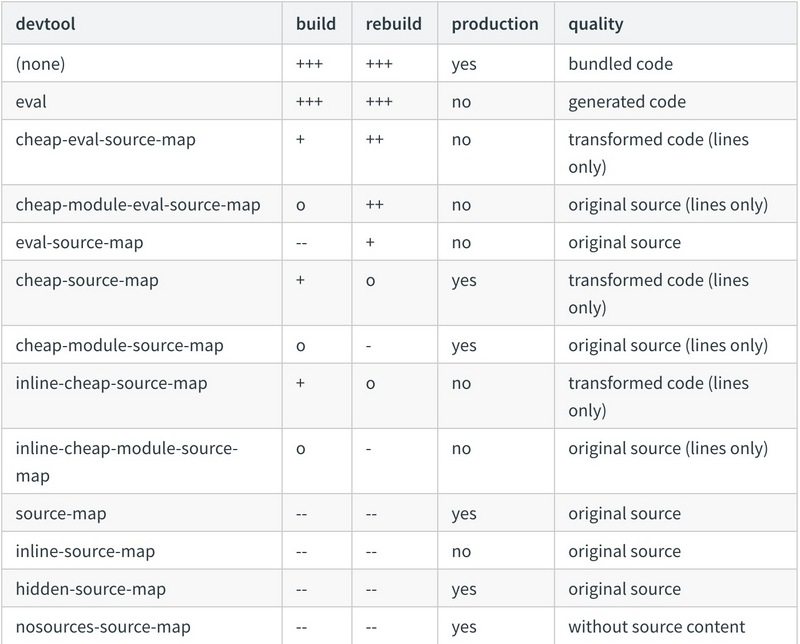 devtool build rebuild production quality
(none) +++ +++ yes bundled code
eval +++ +++ no generated code
cheap-eval-source-map + ++ no transformed code (lines
only)
cheap-module-eval-source-map o ++ no original source (lines only)
eval-source-map -- + no original source
cheap-source-map + o yes transformed code (lines
only)
cheap-module-source-map o - yes original source (lines only)
inline-cheap-source-map + o no transformed code (lines
only)
inline-cheap-module-source- o - no original source (lines only)
map
source-map -- -- yes original source
inline-source-map -- -- no original source
hidden-source-map -- -- yes original source
nosources-source-map -- -- yes without source content